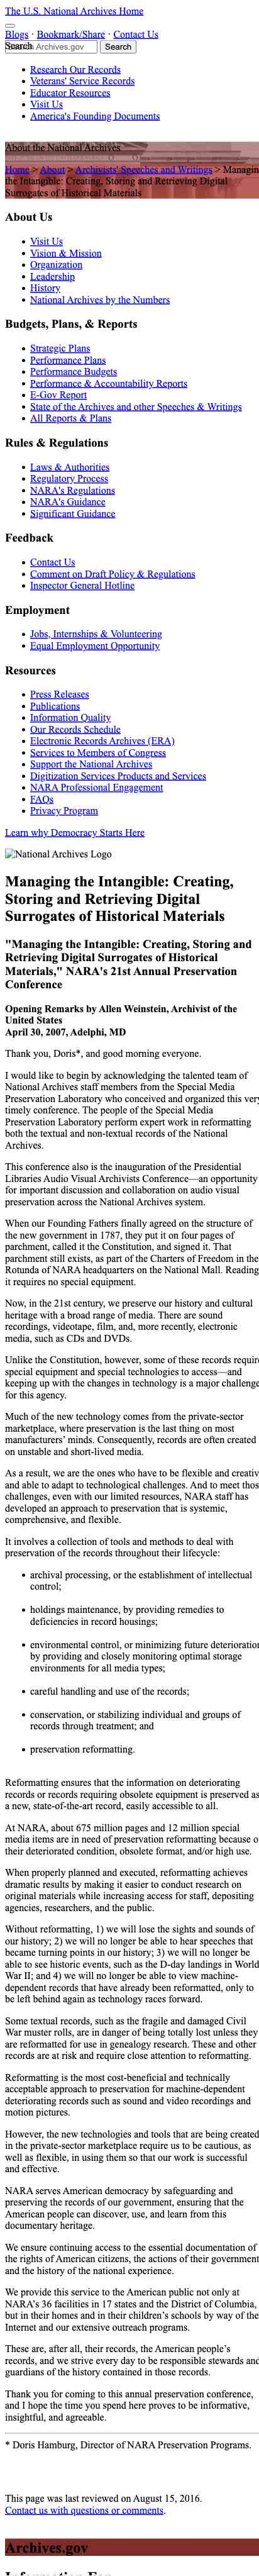 The U.S. National Archives Home
Blogs · Bookmark/Share · Contact Us
Search
Search Archives.gov Search
Research Our Records
Veterans' Service Records
Educator Resources
Visit Us
America's Founding Documents
About the National Archives
Home > About > Archivists' Speeches and Writings > Managing
the Intangible: Creating, Storing and Retrieving Digital
Surrogates of Historical Materials
About Us
Visit Us
Vision & Mission
Organization
Leadership
History
National Archives by the Numbers
Budgets, Plans, & Reports
Strategic Plans
Performance Plans
Performance Budgets
Performance & Accountability Reports
E-Gov Report
State of the Archives and other Speeches & Writings
All Reports & Plans
Rules & Regulations
Laws & Authorities
Regulatory Process
NARA's Regulations
NARA's Guidance
Significant Guidance
Feedback
Contact Us
Comment on Draft Policy & Regulations
Inspector General Hotline
Employment
Jobs, Internships & Volunteering
Equal Employment Opportunity
Resources
Press Releases
Publications
Information Quality
Our Records Schedule
Electronic Records Archives (ERA)
Services to Members of Congress
Support the National Archives
Digitization Services Products and Services
NARA Professional Engagement
FAQs
Privacy Program
Learn why Democracy Starts Here
National Archives Logo
Managing the Intangible: Creating,
Storing and Retrieving Digital
Surrogates of Historical Materials
"Managing the Intangible: Creating, Storing and
Retrieving Digital Surrogates of Historical
Materials," NARA's 21st Annual Preservation
Conference
Opening Remarks by Allen Weinstein, Archivist of the
United States
April 30, 2007, Adelphi, MD
Thank you, Doris*, and good morning everyone.
I would like to begin by acknowledging the talented team of
National Archives staff members from the Special Media
Preservation Laboratory who conceived and organized this very
timely conference. The people of the Special Media
Preservation Laboratory perform expert work in reformatting
both the textual and non-textual records of the National
Archives.
This conference also is the inauguration of the Presidential
Libraries Audio Visual Archivists Conference—an opportunity
for important discussion and collaboration on audio visual
preservation across the National Archives system.
When our Founding Fathers finally agreed on the structure of
the new government in 1787, they put it on four pages of
parchment, called it the Constitution, and signed it. That
parchment still exists, as part of the Charters of Freedom in the
Rotunda of NARA headquarters on the National Mall. Reading
it requires no special equipment.
Now, in the 21st century, we preserve our history and cultural
heritage with a broad range of media. There are sound
recordings, videotape, film, and, more recently, electronic
media, such as CDs and DVDs.
Unlike the Constitution, however, some of these records require
special equipment and special technologies to access—and
keeping up with the changes in technology is a major challenge
for this agency.
Much of the new technology comes from the private-sector
marketplace, where preservation is the last thing on most
manufacturers’ minds. Consequently, records are often created
on unstable and short-lived media.
As a result, we are the ones who have to be flexible and creative
and able to adapt to technological challenges. And to meet those
challenges, even with our limited resources, NARA staff has
developed an approach to preservation that is systemic,
comprehensive, and flexible.
It involves a collection of tools and methods to deal with
preservation of the records throughout their lifecycle:
archival processing, or the establishment of intellectual
control;
holdings maintenance, by providing remedies to
deficiencies in record housings;
environmental control, or minimizing future deterioration
by providing and closely monitoring optimal storage
environments for all media types;
careful handling and use of the records;
conservation, or stabilizing individual and groups of
records through treatment; and
preservation reformatting.
Reformatting ensures that the information on deteriorating
records or records requiring obsolete equipment is preserved as
a new, state-of-the-art record, easily accessible to all.
At NARA, about 675 million pages and 12 million special
media items are in need of preservation reformatting because of
their deteriorated condition, obsolete format, and/or high use.
When properly planned and executed, reformatting achieves
dramatic results by making it easier to conduct research on
original materials while increasing access for staff, depositing
agencies, researchers, and the public.
Without reformatting, 1) we will lose the sights and sounds of
our history; 2) we will no longer be able to hear speeches that
became turning points in our history; 3) we will no longer be
able to see historic events, such as the D-day landings in World
War II; and 4) we will no longer be able to view machine-
dependent records that have already been reformatted, only to
be left behind again as technology races forward.
Some textual records, such as the fragile and damaged Civil
War muster rolls, are in danger of being totally lost unless they
are reformatted for use in genealogy research. These and other
records are at risk and require close attention to reformatting.
Reformatting is the most cost-beneficial and technically
acceptable approach to preservation for machine-dependent
deteriorating records such as sound and video recordings and
motion pictures.
However, the new technologies and tools that are being created
in the private-sector marketplace require us to be cautious, as
well as flexible, in using them so that our work is successful
and effective.
NARA serves American democracy by safeguarding and
preserving the records of our government, ensuring that the
American people can discover, use, and learn from this
documentary heritage.
We ensure continuing access to the essential documentation of
the rights of American citizens, the actions of their government,
and the history of the national experience.
We provide this service to the American public not only at
NARA’s 36 facilities in 17 states and the District of Columbia,
but in their homes and in their children’s schools by way of the
Internet and our extensive outreach programs.
These are, after all, their records, the American people’s
records, and we strive every day to be responsible stewards and
guardians of the history contained in those records.
Thank you for coming to this annual preservation conference,
and I hope the time you spend here proves to be informative,
insightful, and agreeable.
* Doris Hamburg, Director of NARA Preservation Programs.
This page was last reviewed on August 15, 2016.
Contact us with questions or comments.
Archives.gov